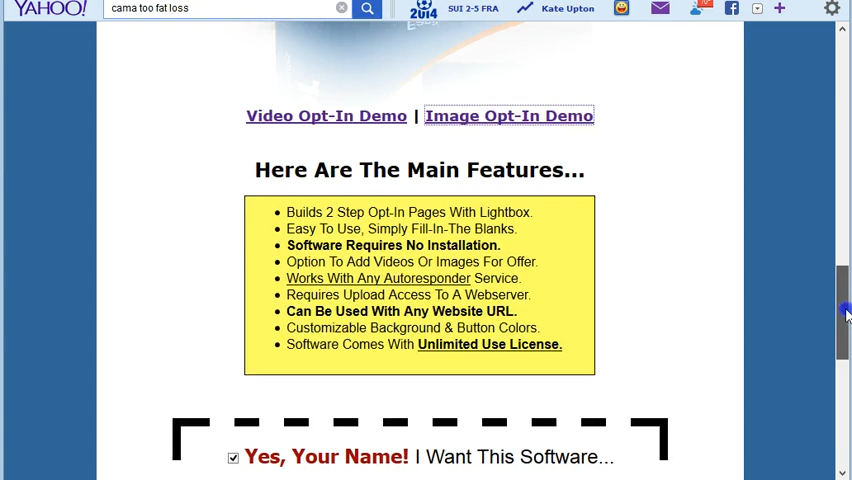 YAHOO!
cama too fat loss
2014
SUI 2-5 FRA
Kate Upton
Video Opt-In Demo | Image Opt-In Demo
Here Are The Main Features...
Builds 2 Step Opt-In Pages With Lightbox.
Easy To Use, Simply Fill-In-The Blanks.
Software Requires No Installation.
Option To Add Videos Or Images For Offer.
Works With Any Autoresponder Service.
Requires Upload Access To A Webserver.
Can Be Used With Any Website URL.
Customizable Background & Button Colors.
Software Comes With Unlimited Use License.
Yes, Your Name! I Want This Software...